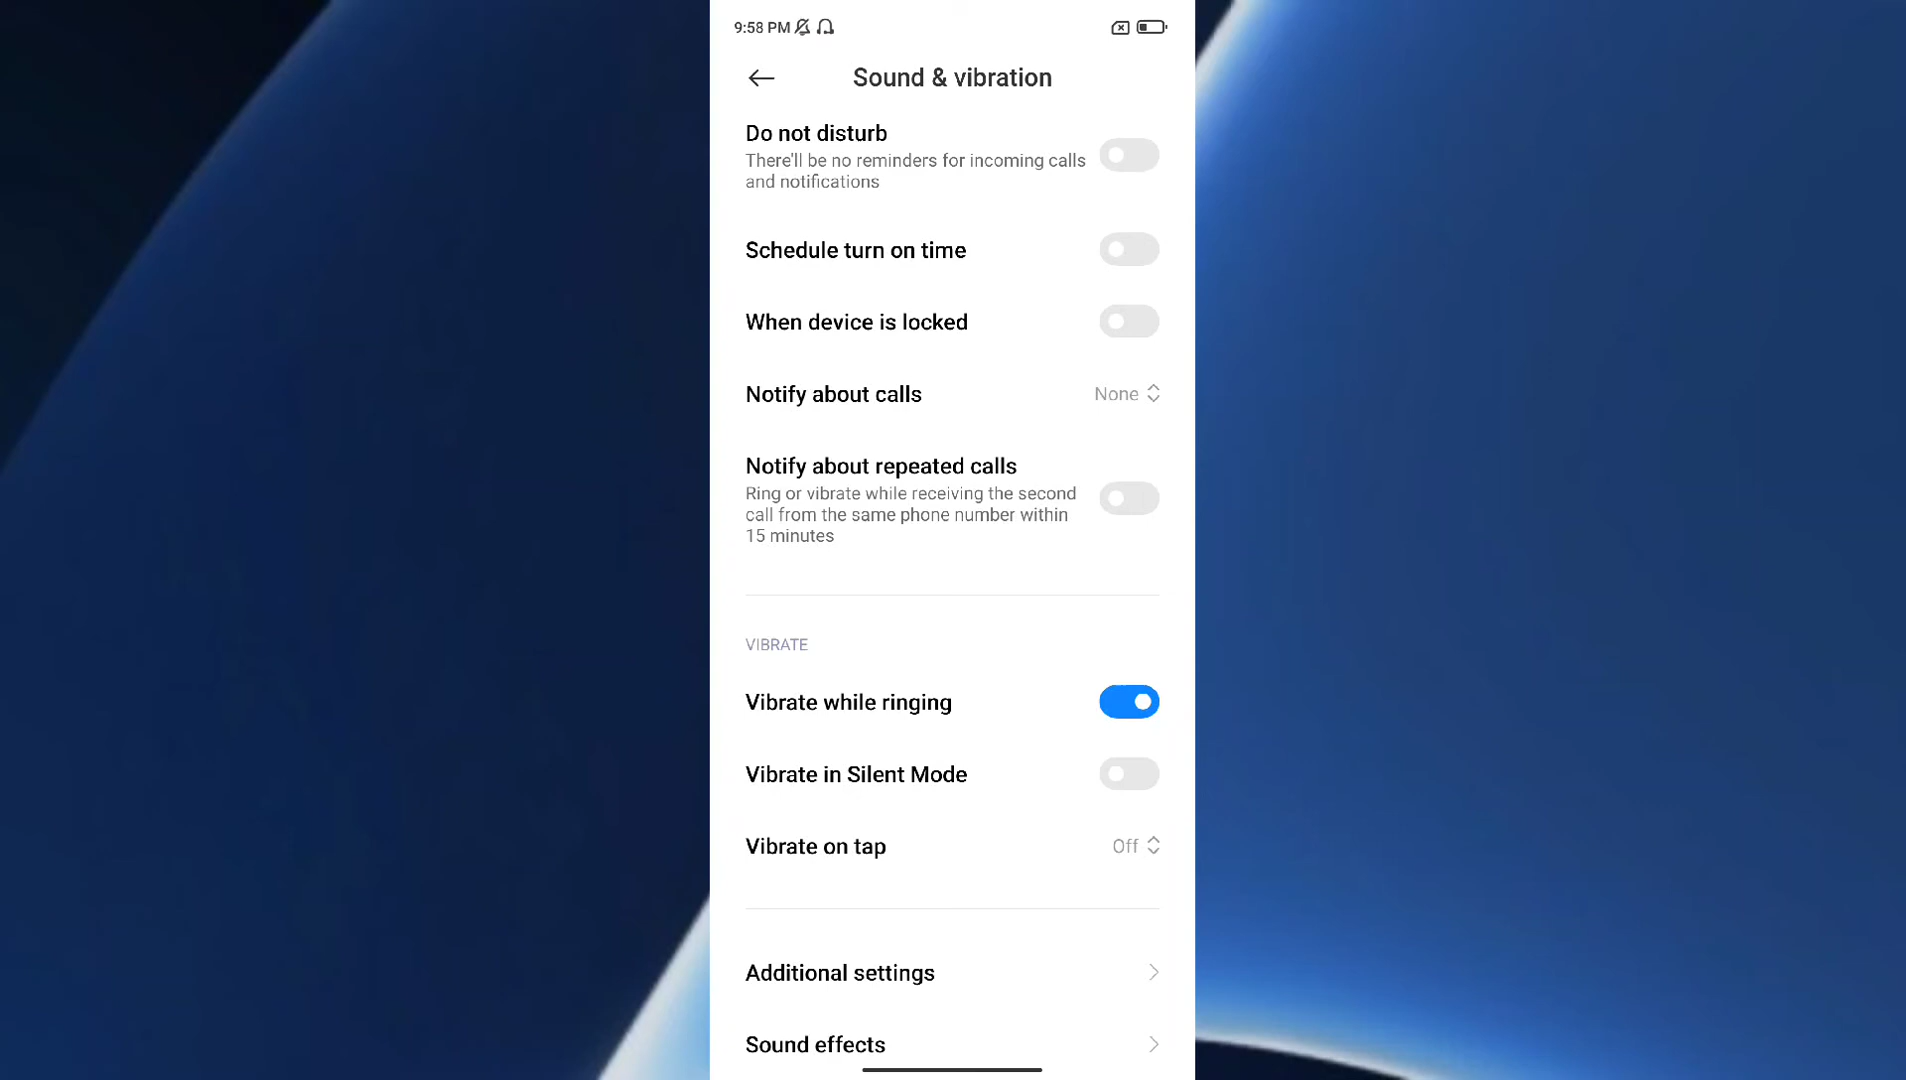 9:58 PM
Sound & vibration
Do not disturb
There'll be no reminders for incoming calls
and notifications
Schedule turn on time
When device is locked
Notify about calls
None
Notify about repeated calls
Ring or vibrate while receiving the second
call from the same phone number within
15 minutes
VIBRATE
Vibrate while ringing
Vibrate in Silent Mode
Vibrate on tap
Off
Additional settings
Sound effects